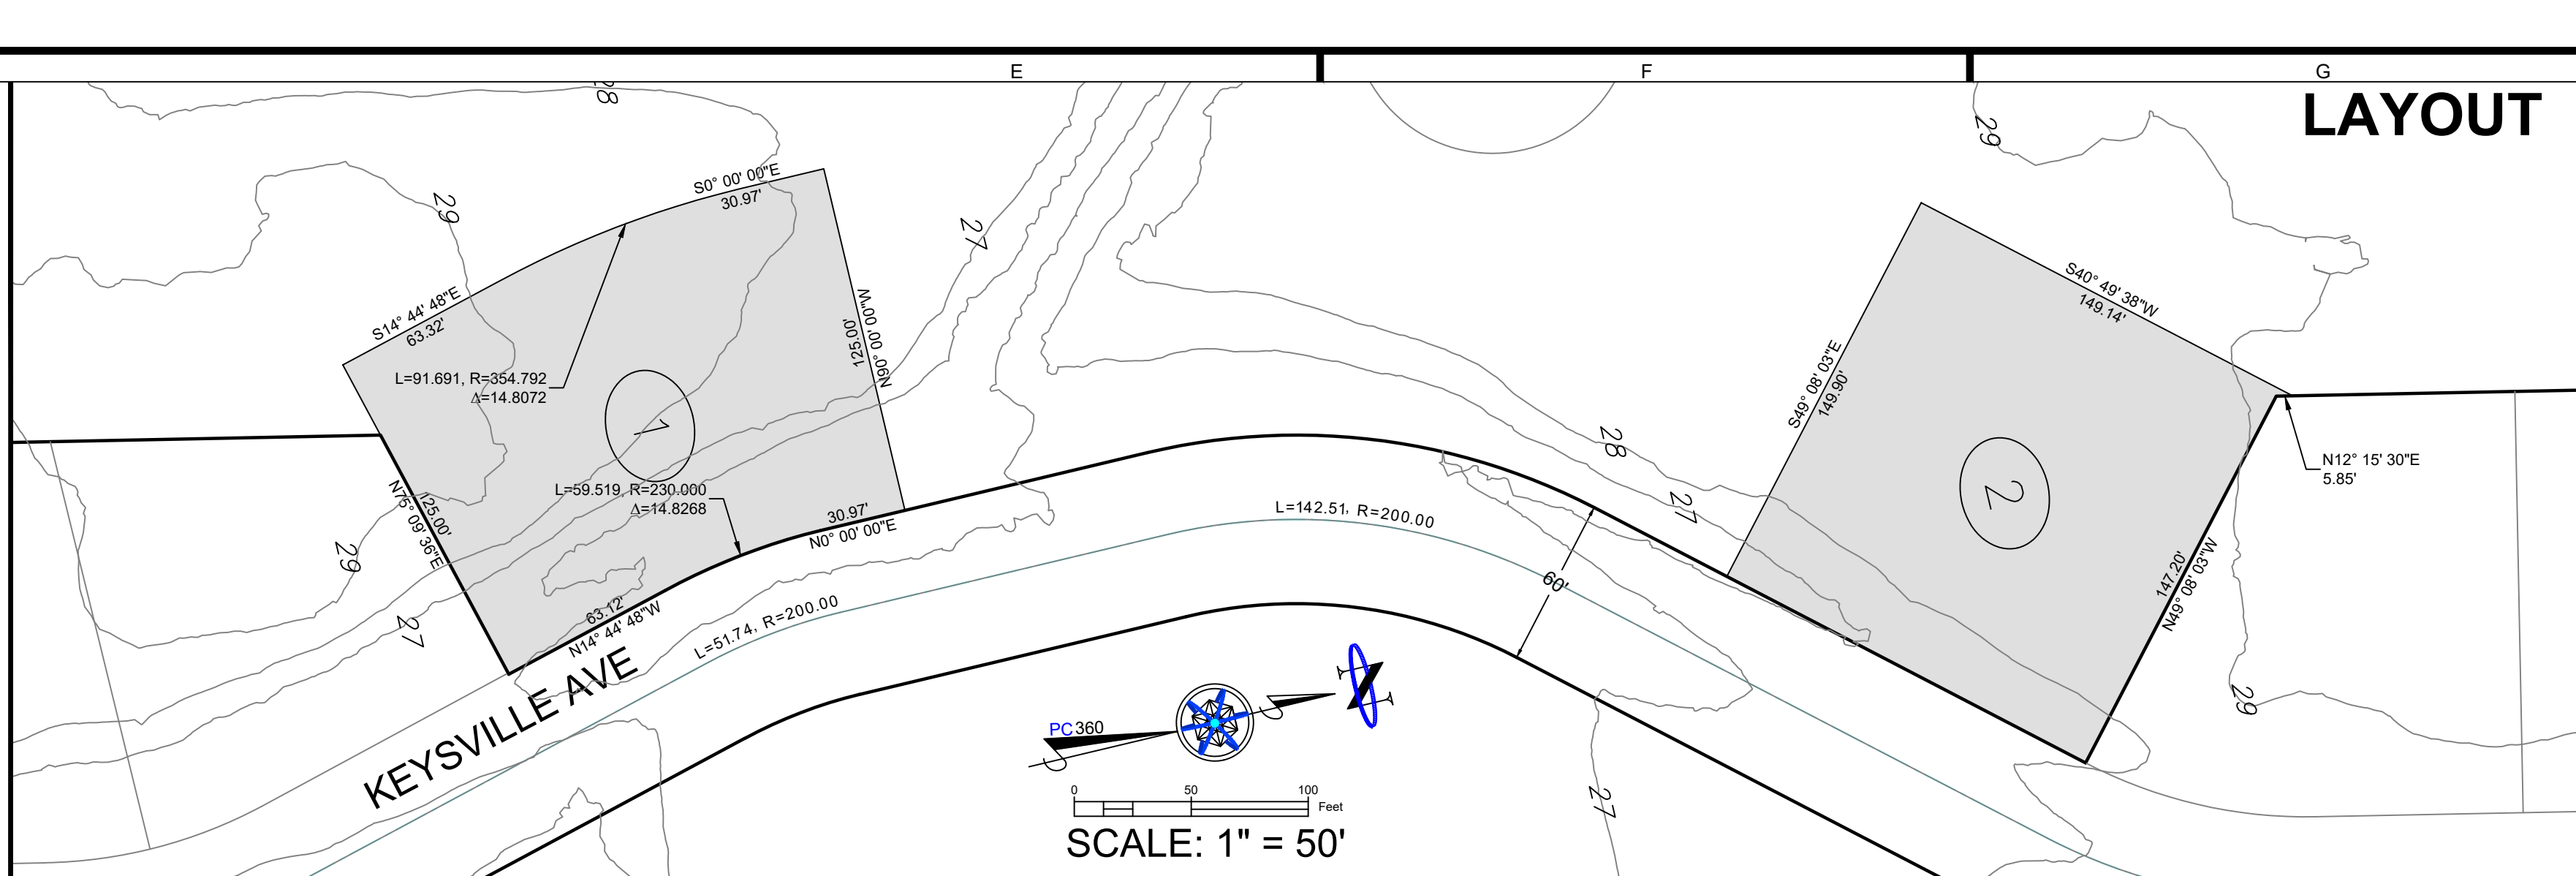 E
F
G
LAYOUT
28
29
29
27
S0° 00' 00"E
30.97'
S14° 44' 48"E
63.32'
N90° 00' 00"W
125.00'
L=91.691, R=354.792
Δ=14.8072
1
L=59.519, R=230.000
Δ=14.8268
30.97'
N0° 00' 00"E
125.00'
N75° 09' 36"E
63.12'
N14° 44' 48"W
29
27
KEYSVILLE AVE
L=51.74, R=200.00
L=142.51, R=200.00
60'
28
27
S40° 49' 38"W
149.14'
S49° 08' 03"E
149.90'
2
N12° 15' 30"E
5.85'
147.20'
N49° 08' 03"W
29
27
PC360
N
0 50 100
Feet
SCALE: 1" = 50'